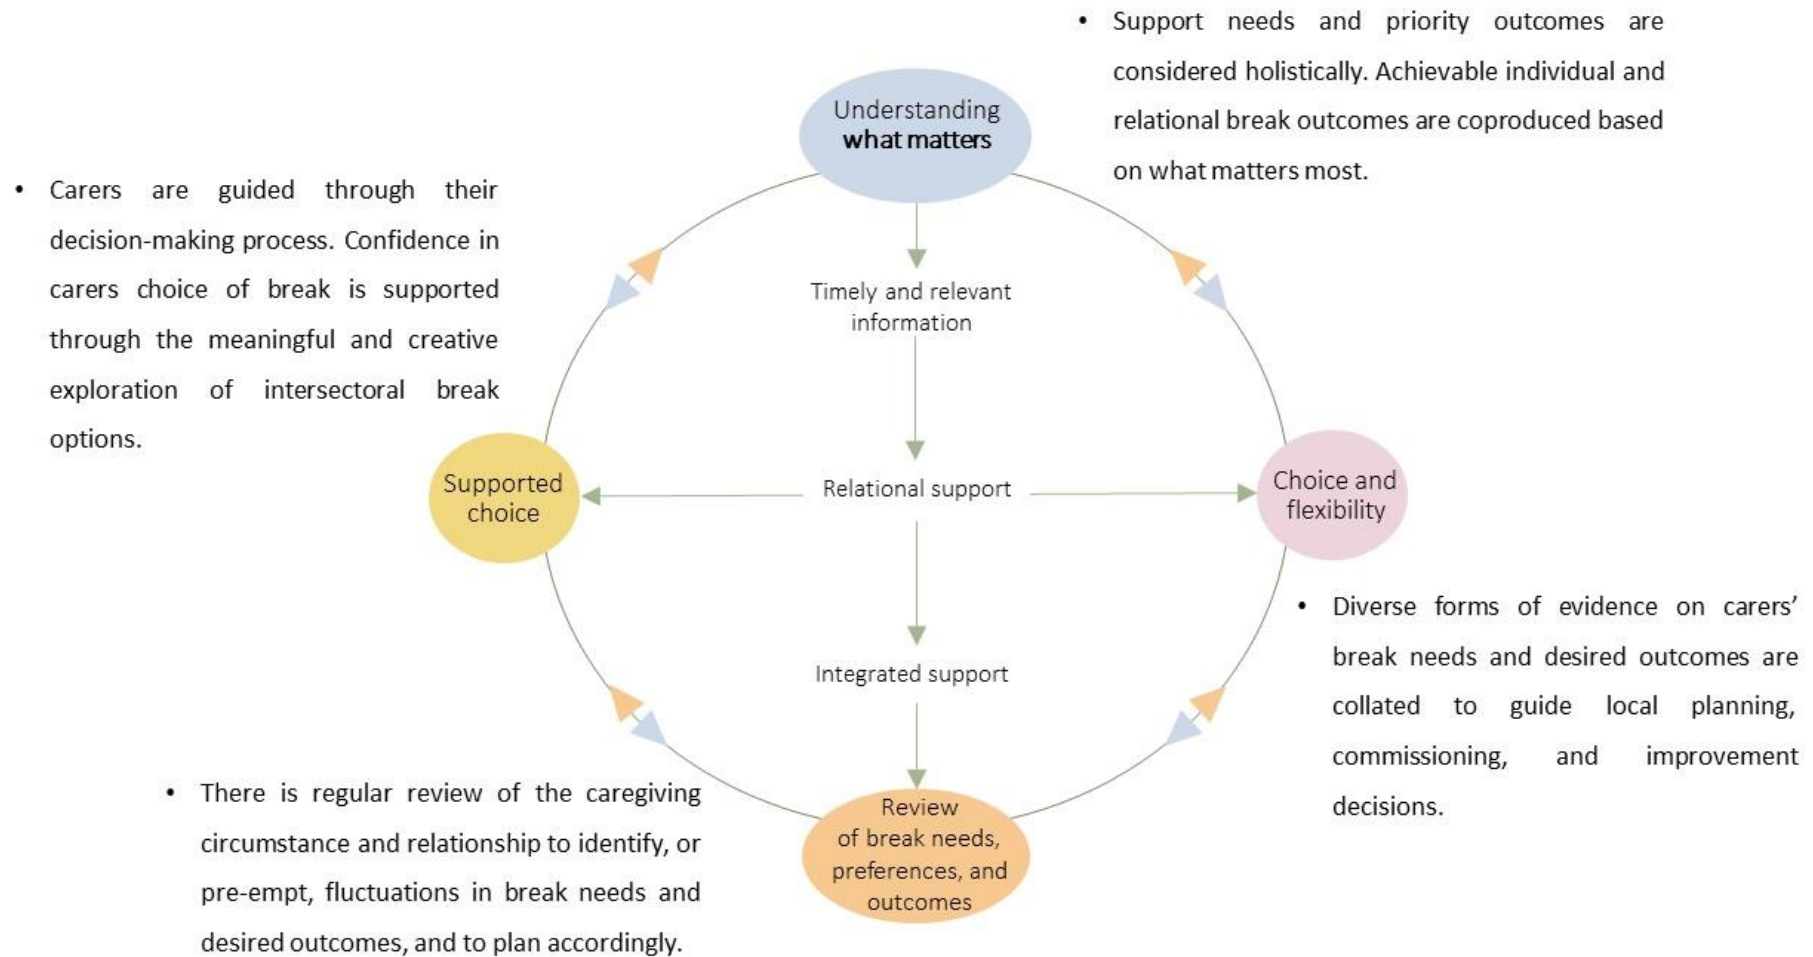 • Support needs and priority outcomes are
considered holistically. Achievable individual and
relational break outcomes are coproduced based
on what matters most.
Understanding
what matters
• Carers are guided through their
decision-making process. Confidence in
carers choice of break is supported
through the meaningful and creative
exploration of intersectoral break
options.
Timely and relevant
information
Supported
choice
Relational support
Choice and
flexibility
• Diverse forms of evidence on carers’
break needs and desired outcomes are
collated to guide local planning,
commissioning, and improvement
decisions.
Integrated support
• There is regular review of the caregiving
circumstance and relationship to identify, or
pre-empt, fluctuations in break needs and
desired outcomes, and to plan accordingly.
Review
of break needs,
preferences, and
outcomes